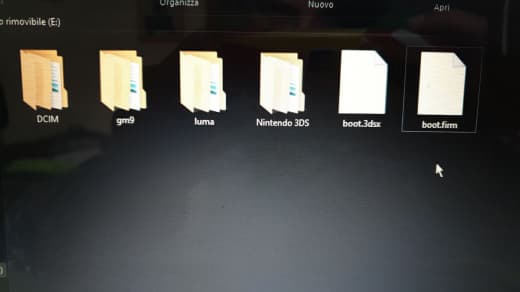 Organizza
Nuovo
Apri
o rimovibile (E:)
DCIM
gm9
luma
Nintendo 3DS
boot.3dsx
boot.firm